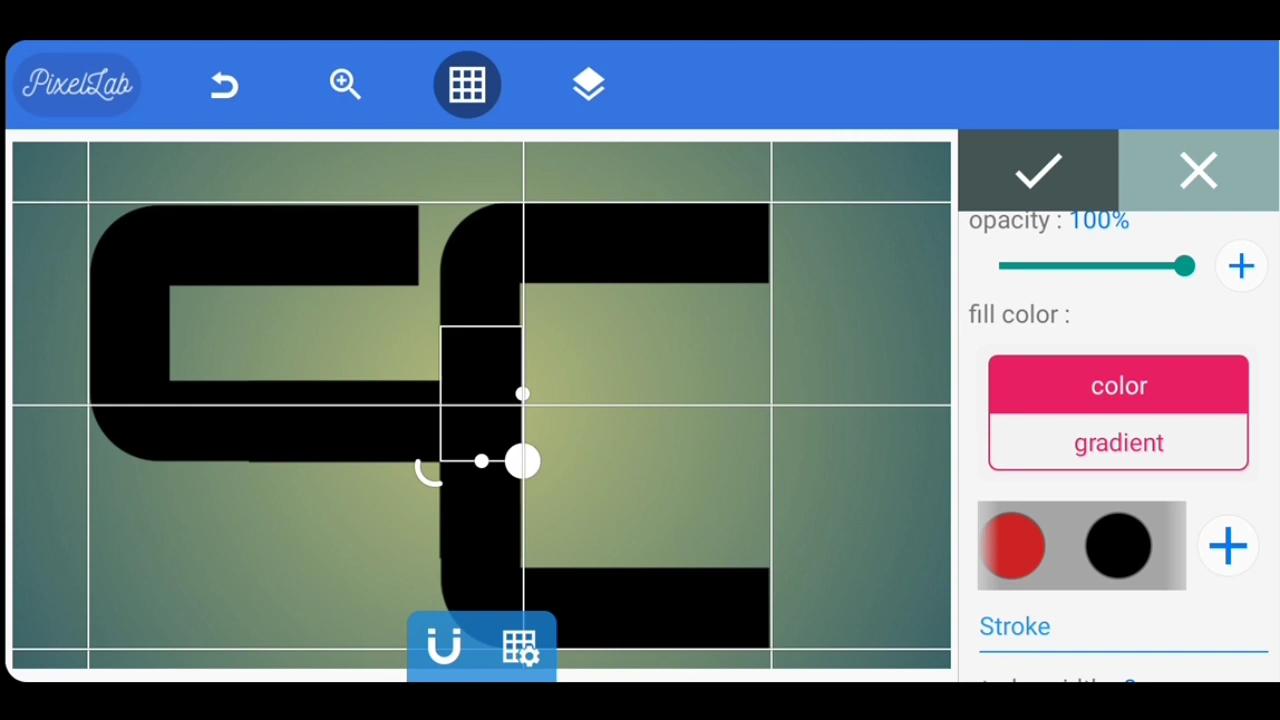 PixelLab
opacity : 100%
fill color :
color
gradient
Stroke